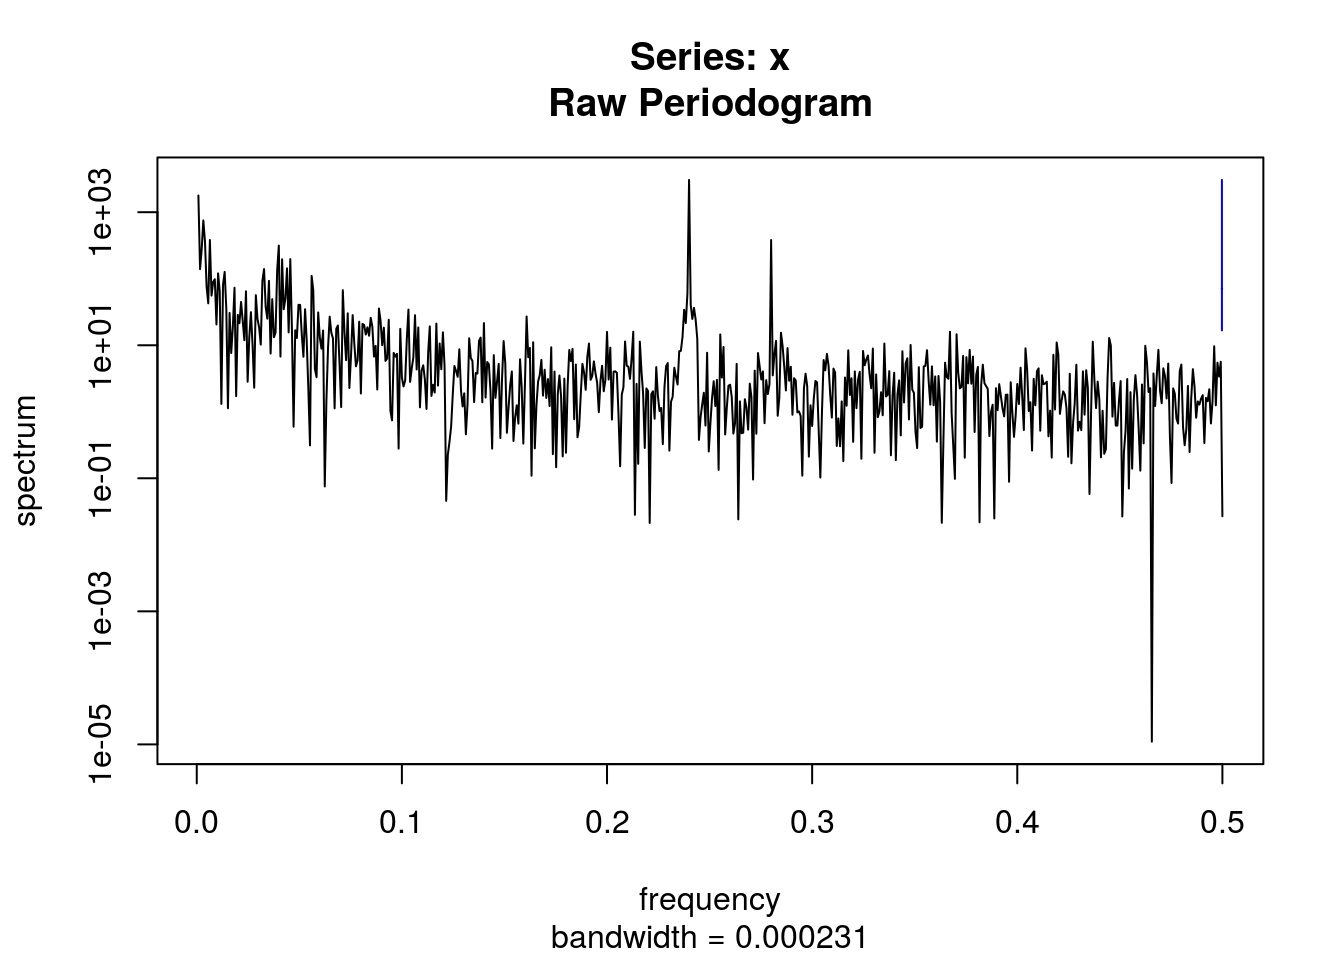 Series: x
Raw Periodogram
spectrum
1e+03
1e+01
1e-01
1e-03
1e-05
0.0 0.1 0.2 0.3 0.4 0.5
frequency
bandwidth = 0.000231